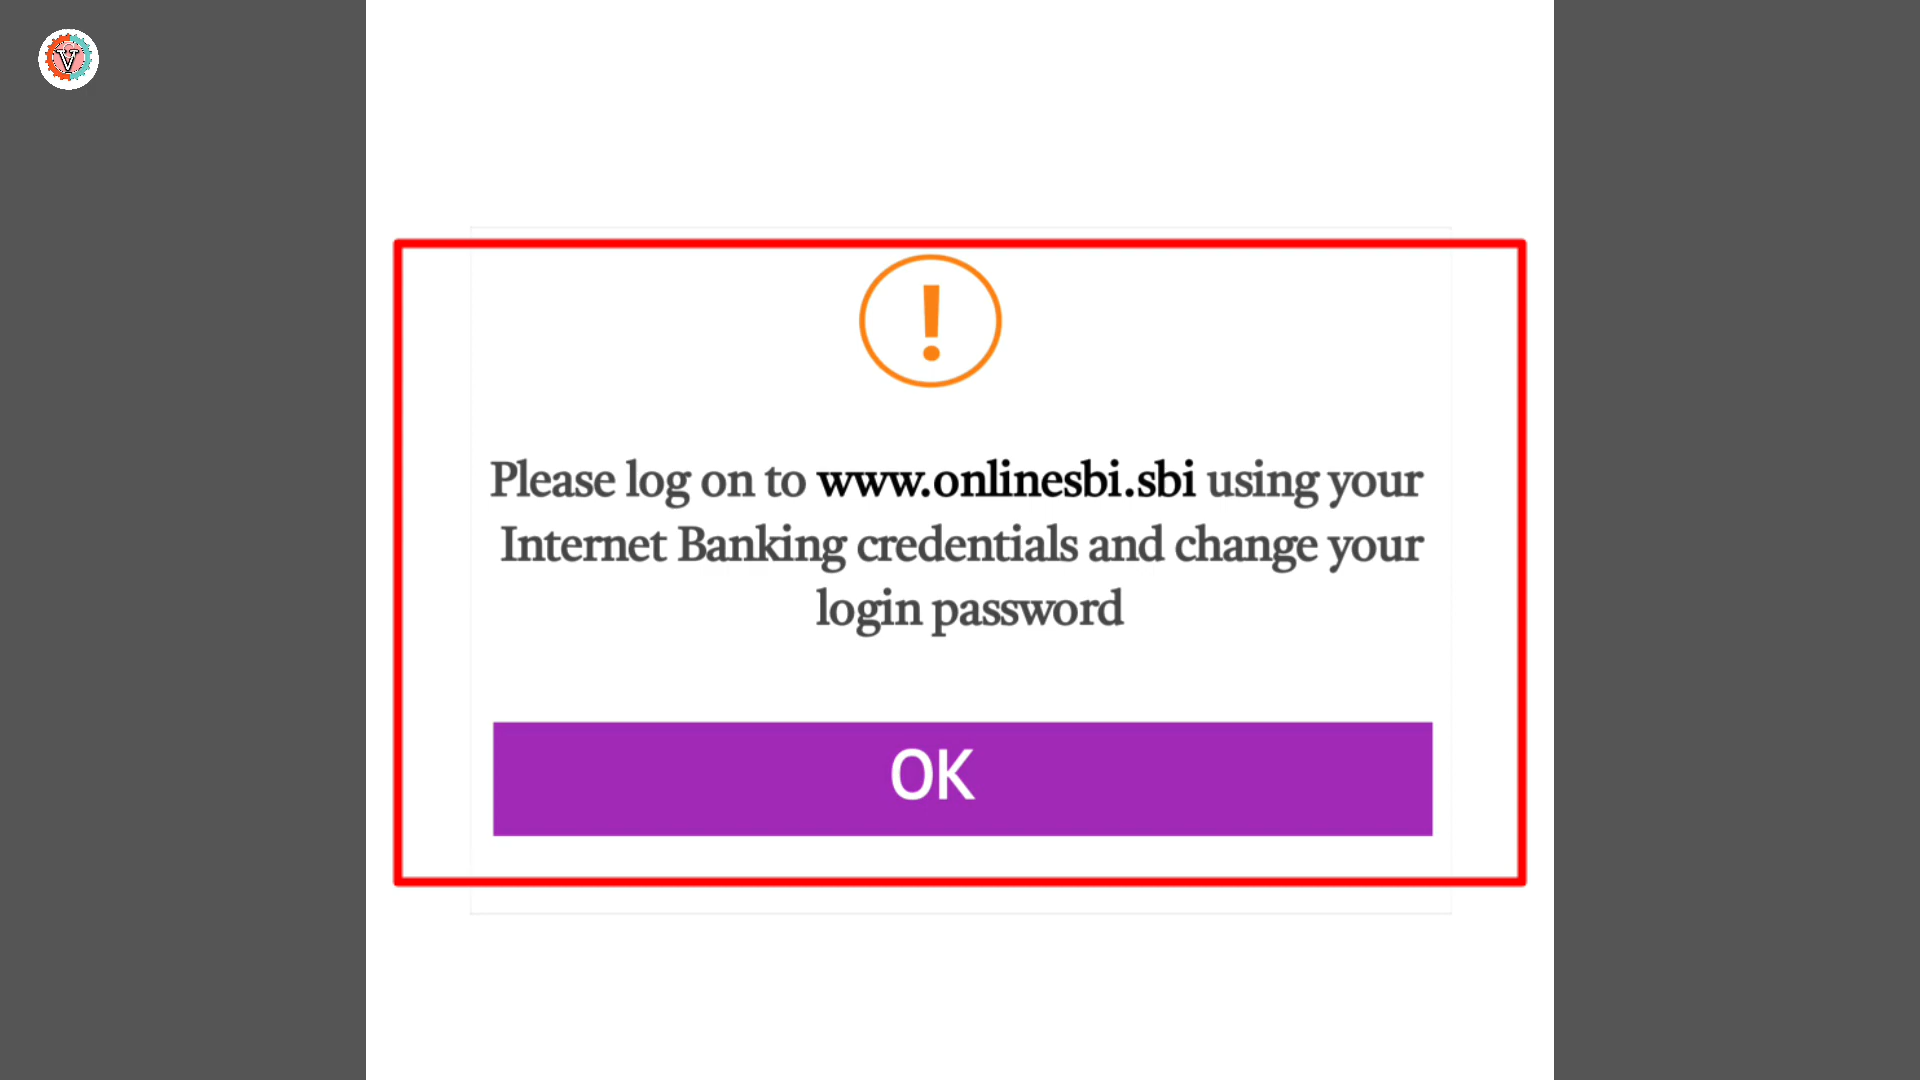 V
!
Please log on to www.onlinesbi.sbi using your
Internet Banking credentials and change your
login password
OK